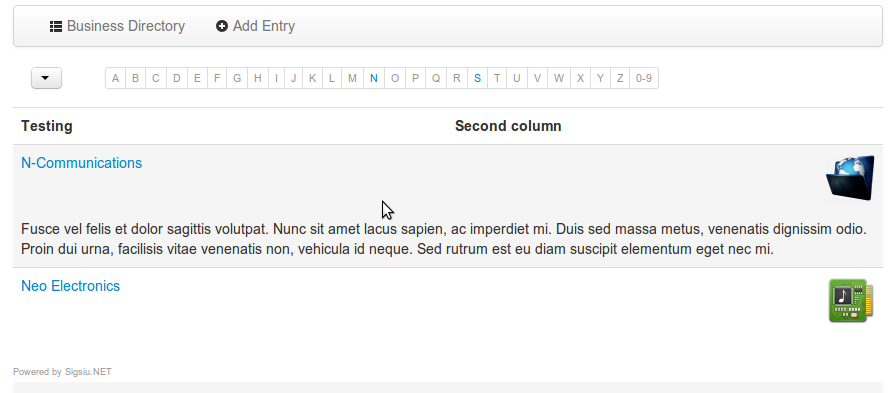 Business Directory Add Entry
A B C D E F G H I J K L M N O P Q R S T U V W X Y Z 0-9
Testing Second column
N-Communications
Fusce vel felis et dolor sagittis volutpat. Nunc sit amet lacus sapien, ac imperdiet mi. Duis sed massa metus, venenatis dignissim odio.
Proin dui urna, facilisis vitae venenatis non, vehicula id neque. Sed rutrum est eu diam suscipit elementum eget nec mi.
Neo Electronics
Powered by Sigsiu.NET